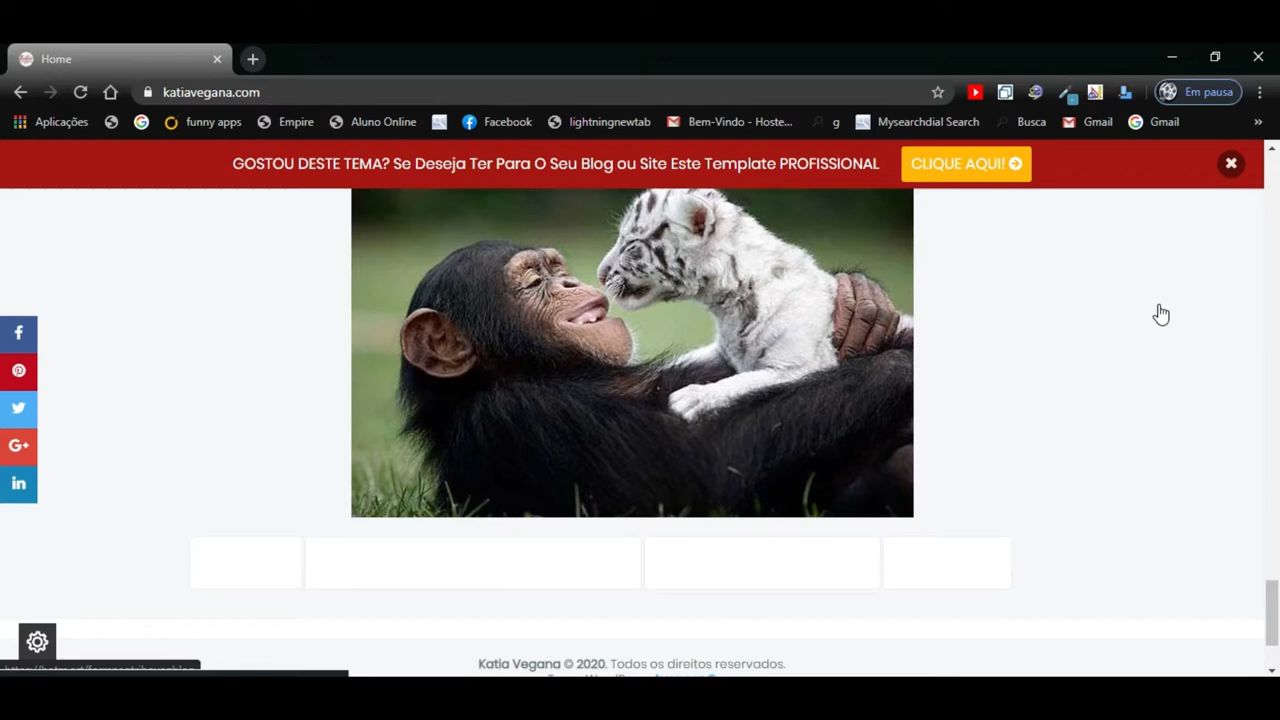 Home
katiavegana.com
Em pausa
Aplicações
funny apps
Empire
Aluno Online
Facebook
lightningnewtab
Bem-Vindo - Hoste...
g
Mysearchdial Search
Busca
Gmail
Gmail
GOSTOU DESTE TEMA? Se Deseja Ter Para O Seu Blog ou Site Este Template PROFISSIONAL
CLIQUE AQUI!
G+
in
Katia Vegana © 2020. Todos os direitos reservados.